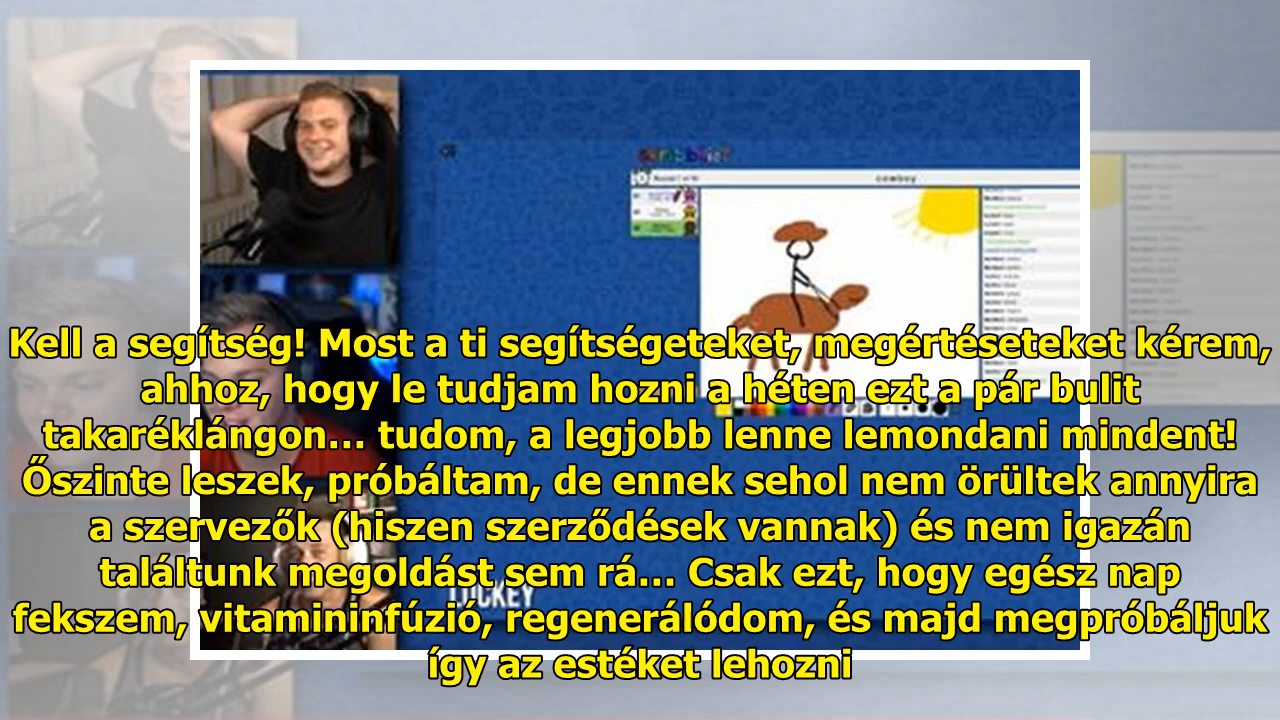 cowboy
Kell a segítség! Most a ti segítségeteket, megértéseteket kérem,
ahhoz, hogy le tudjam hozni a héten ezt a pár bulit
takaréklángon... tudom, a legjobb lenne lemondani mindent!
Őszinte leszek, próbáltam, de ennek sehol nem örültek annyira
a szervezők (hiszen szerződések vannak) és nem igazán
találtunk megoldást sem rá... Csak ezt, hogy egész nap
LUCKEY
fekszem, vitamininfúzió, regenerálódom, és majd megpróbáljuk
így az estéket lehozni